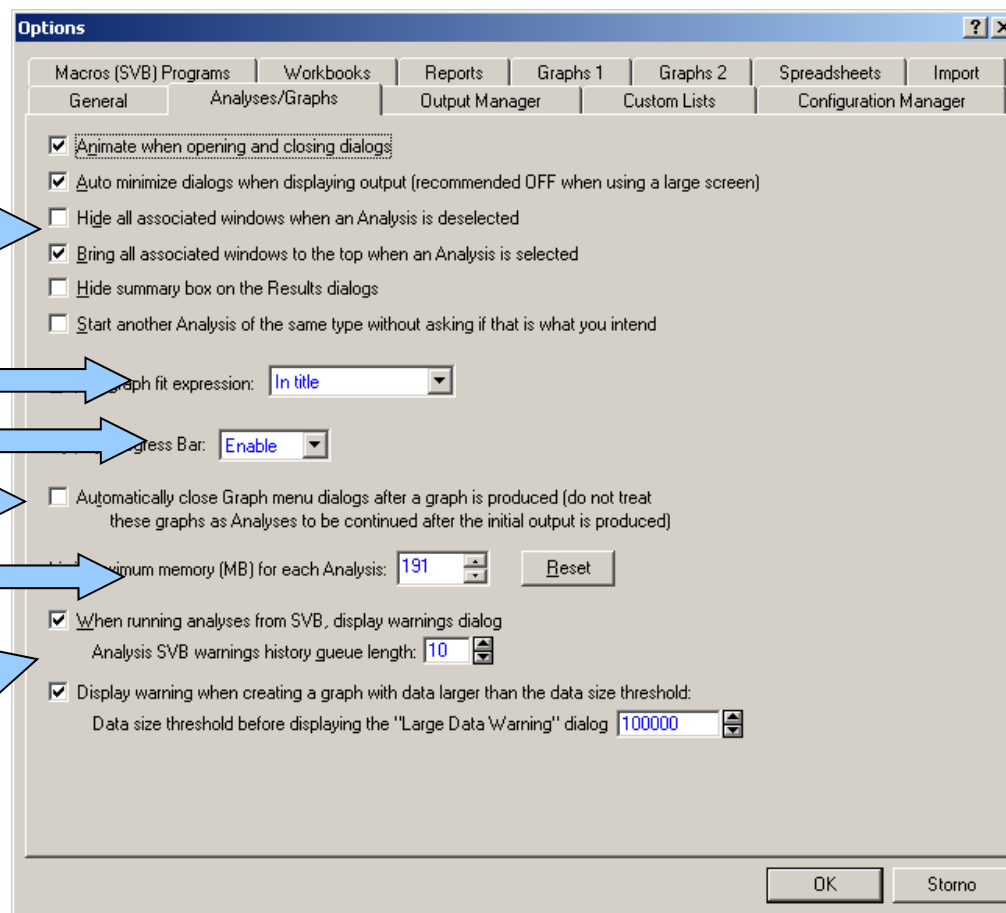 Options
Macros (SVB) Programs Workbooks Reports Graphs 1 Graphs 2 Spreadsheets Import
General Analyses/Graphs Output Manager Custom Lists Configuration Manager
Animate when opening and closing dialogs
Auto minimize dialogs when displaying output (recommended OFF when using a large screen)
Hide all associated windows when an Analysis is deselected
Bring all associated windows to the top when an Analysis is selected
Hide summary box on the Results dialogs
Start another Analysis of the same type without asking if that is what you intend
fit expression: In title
Bar: Enable
Automatically close Graph menu dialogs after a graph is produced (do not treat
these graphs as Analyses to be continued after the initial output is produced)
memory (MB) for each Analysis: 191 Reset
When running analyses from SVB, display warnings dialog
Analysis SVB warnings history queue length: 10
Display warning when creating a graph with data larger than the data size threshold:
Data size threshold before displaying the "Large Data Warning" dialog 100000
OK Storno